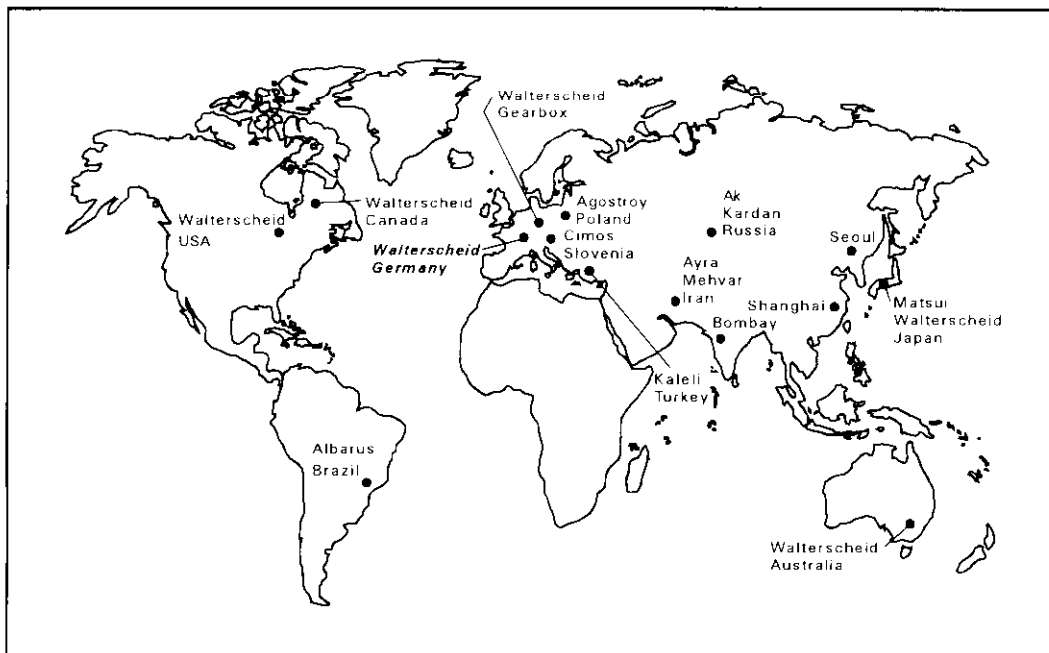 Walterscheid
Gearbox
Walterscheid
Canada
Walterscheid
USA
Walterscheid
Germany
Agostroy
Poland
Cimos
Slovenia
Ak
Kardan
Russia
Seoul
Ayra
Mehvar
Iran
Shanghai
Bombay
Matsui
Walterscheid
Japan
Kaleli
Turkey
Albarus
Brazil
Walterscheid
Australia